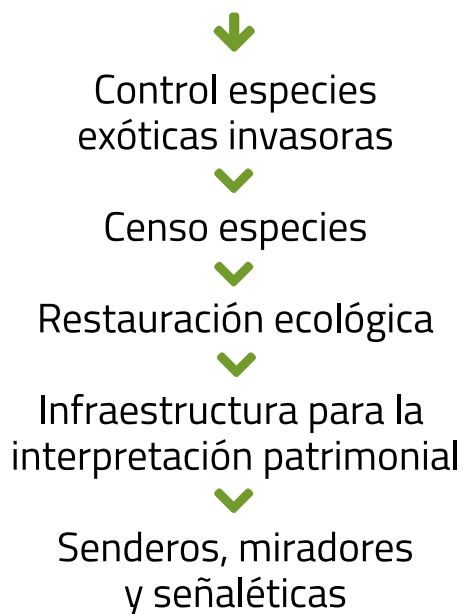 Control especies
exóticas invasoras
Censo especies
Restauración ecológica
Infraestructura para la
interpretación patrimonial
Senderos, miradores
y señaléticas